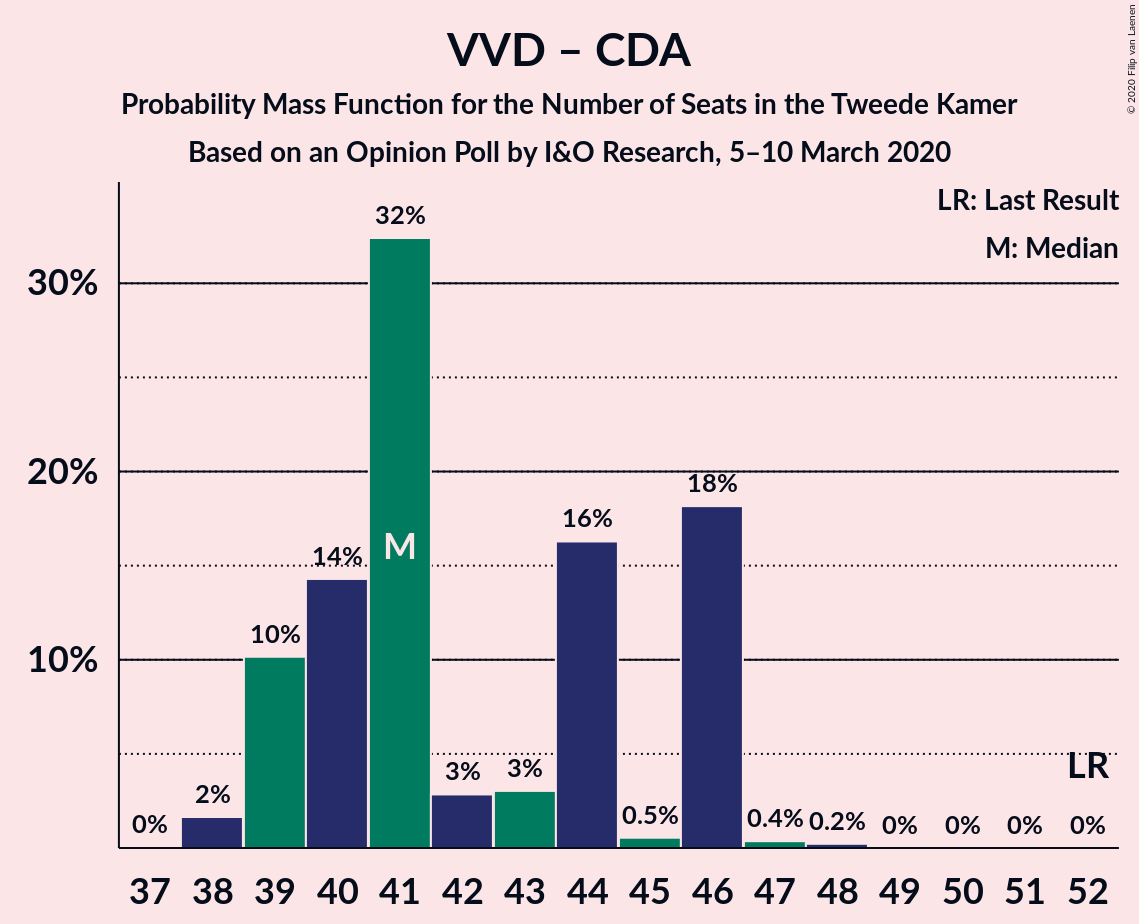 VVD – CDA
Probability Mass Function for the Number of Seats in the Tweede Kamer
Based on an Opinion Poll by I&O Research, 5–10 March 2020
© 2020 Filip van Laenen
LR: Last Result
M: Median
30%
20%
10%
0%
2%
10%
14%
32%
M
3%
3%
16%
0.5%
18%
0.4%
0.2%
0%
0%
0%
0%
LR
37 38 39 40 41 42 43 44 45 46 47 48 49 50 51 52